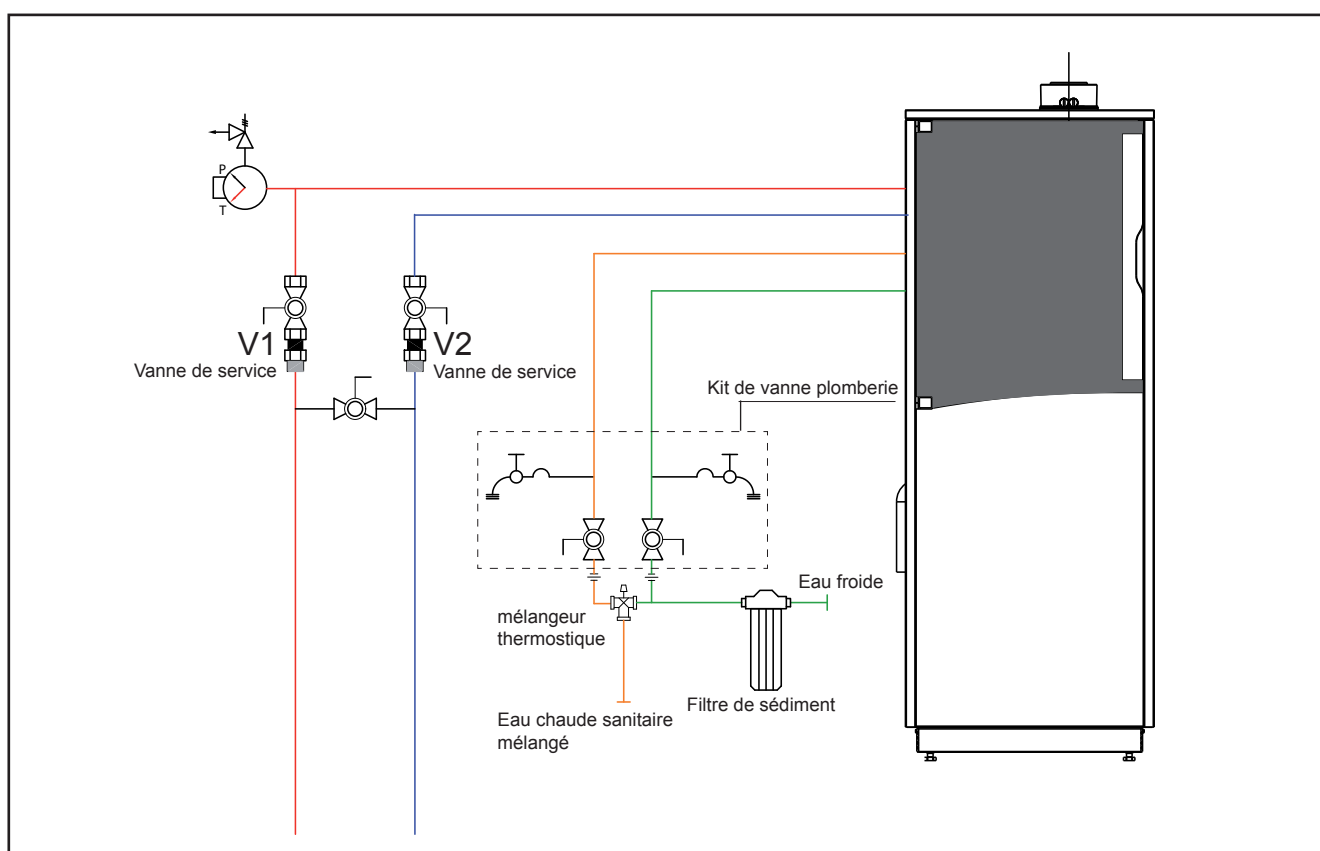 P
T
V1
Vanne de service
V2
Vanne de service
Kit de vanne plomberie
Eau froide
mélangeur
thermostique
Filtre de sédiment
Eau chaude sanitaire
mélangé